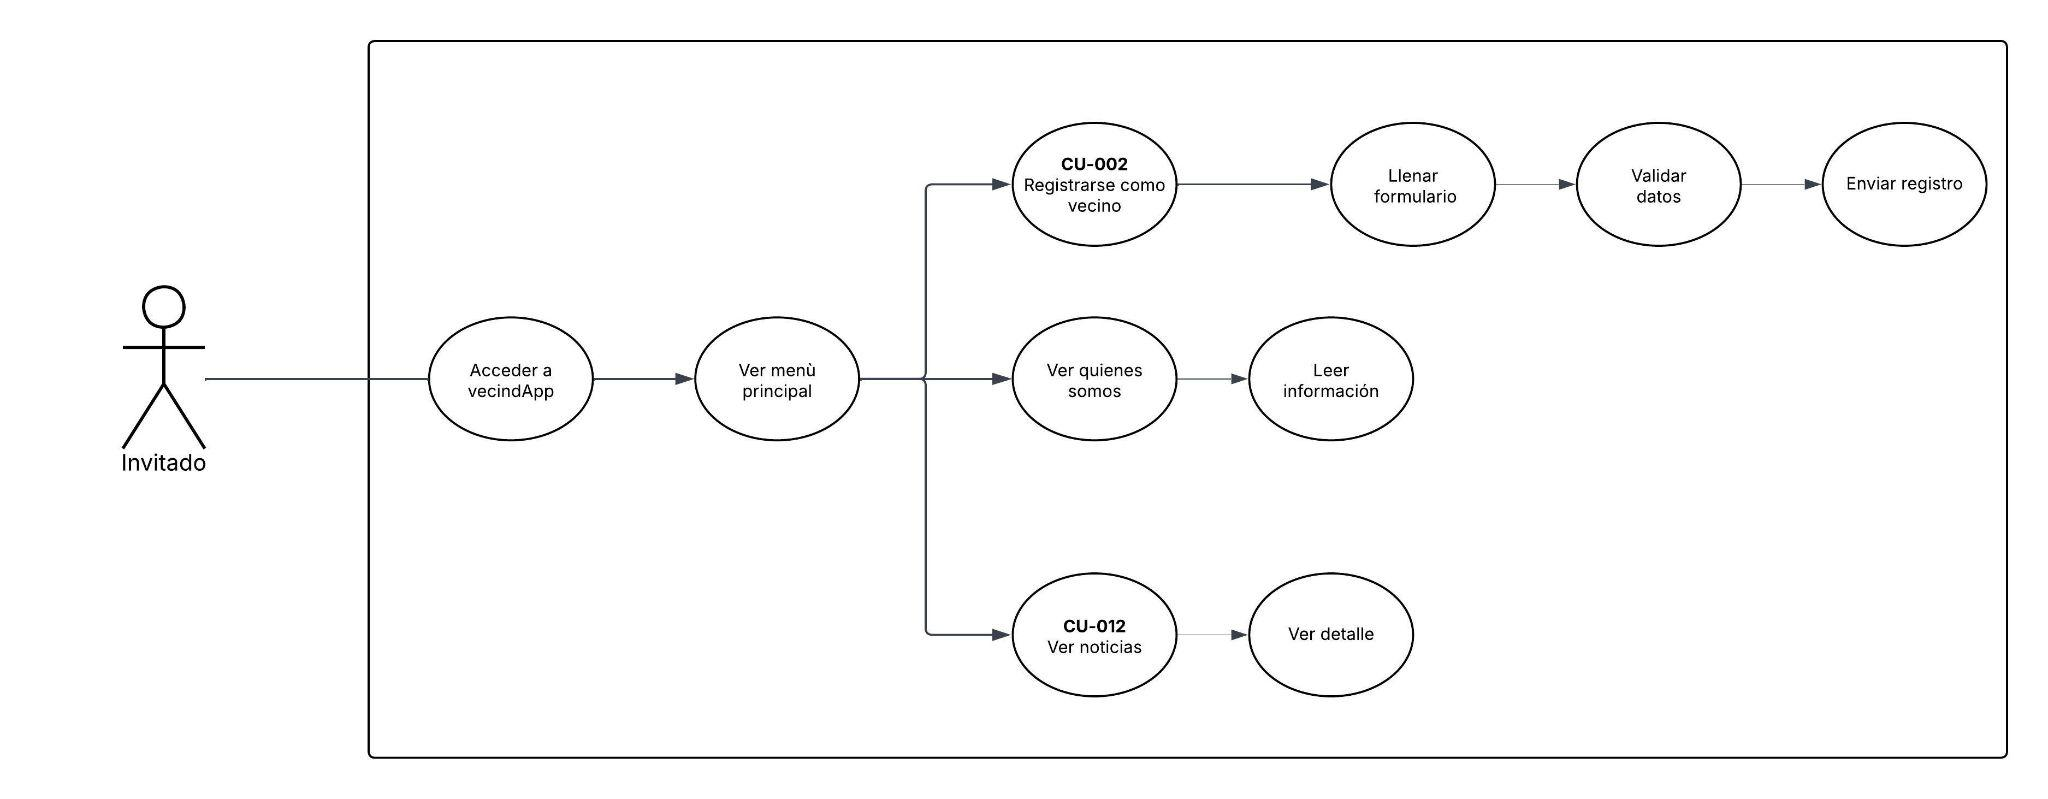 CU-002
Registrarse como
vecino
Llenar
formulario
Validar
datos
Enviar registro
Invitado
Acceder a
vecindApp
Ver menù
principal
Ver quienes
somos
Leer
información
CU-012
Ver noticias
Ver detalle